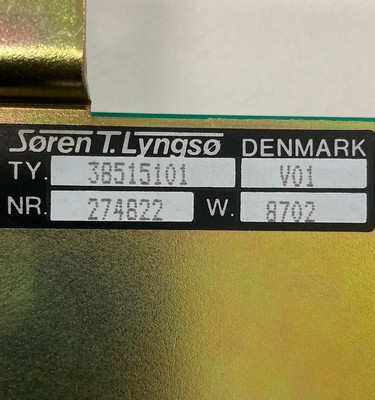 Søren T. Lyngsø DENMARK
TY. 38515101 V01
NR. 274822 W. 8702